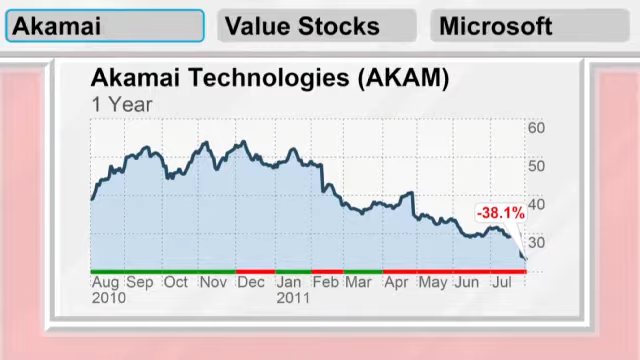 Akamai Value Stocks Microsoft
Akamai Technologies (AKAM)
1 Year
60
50
40
-38.1%
30
Aug Sep Oct Nov Dec Jan Feb Mar Apr May Jun Jul
2010 2011